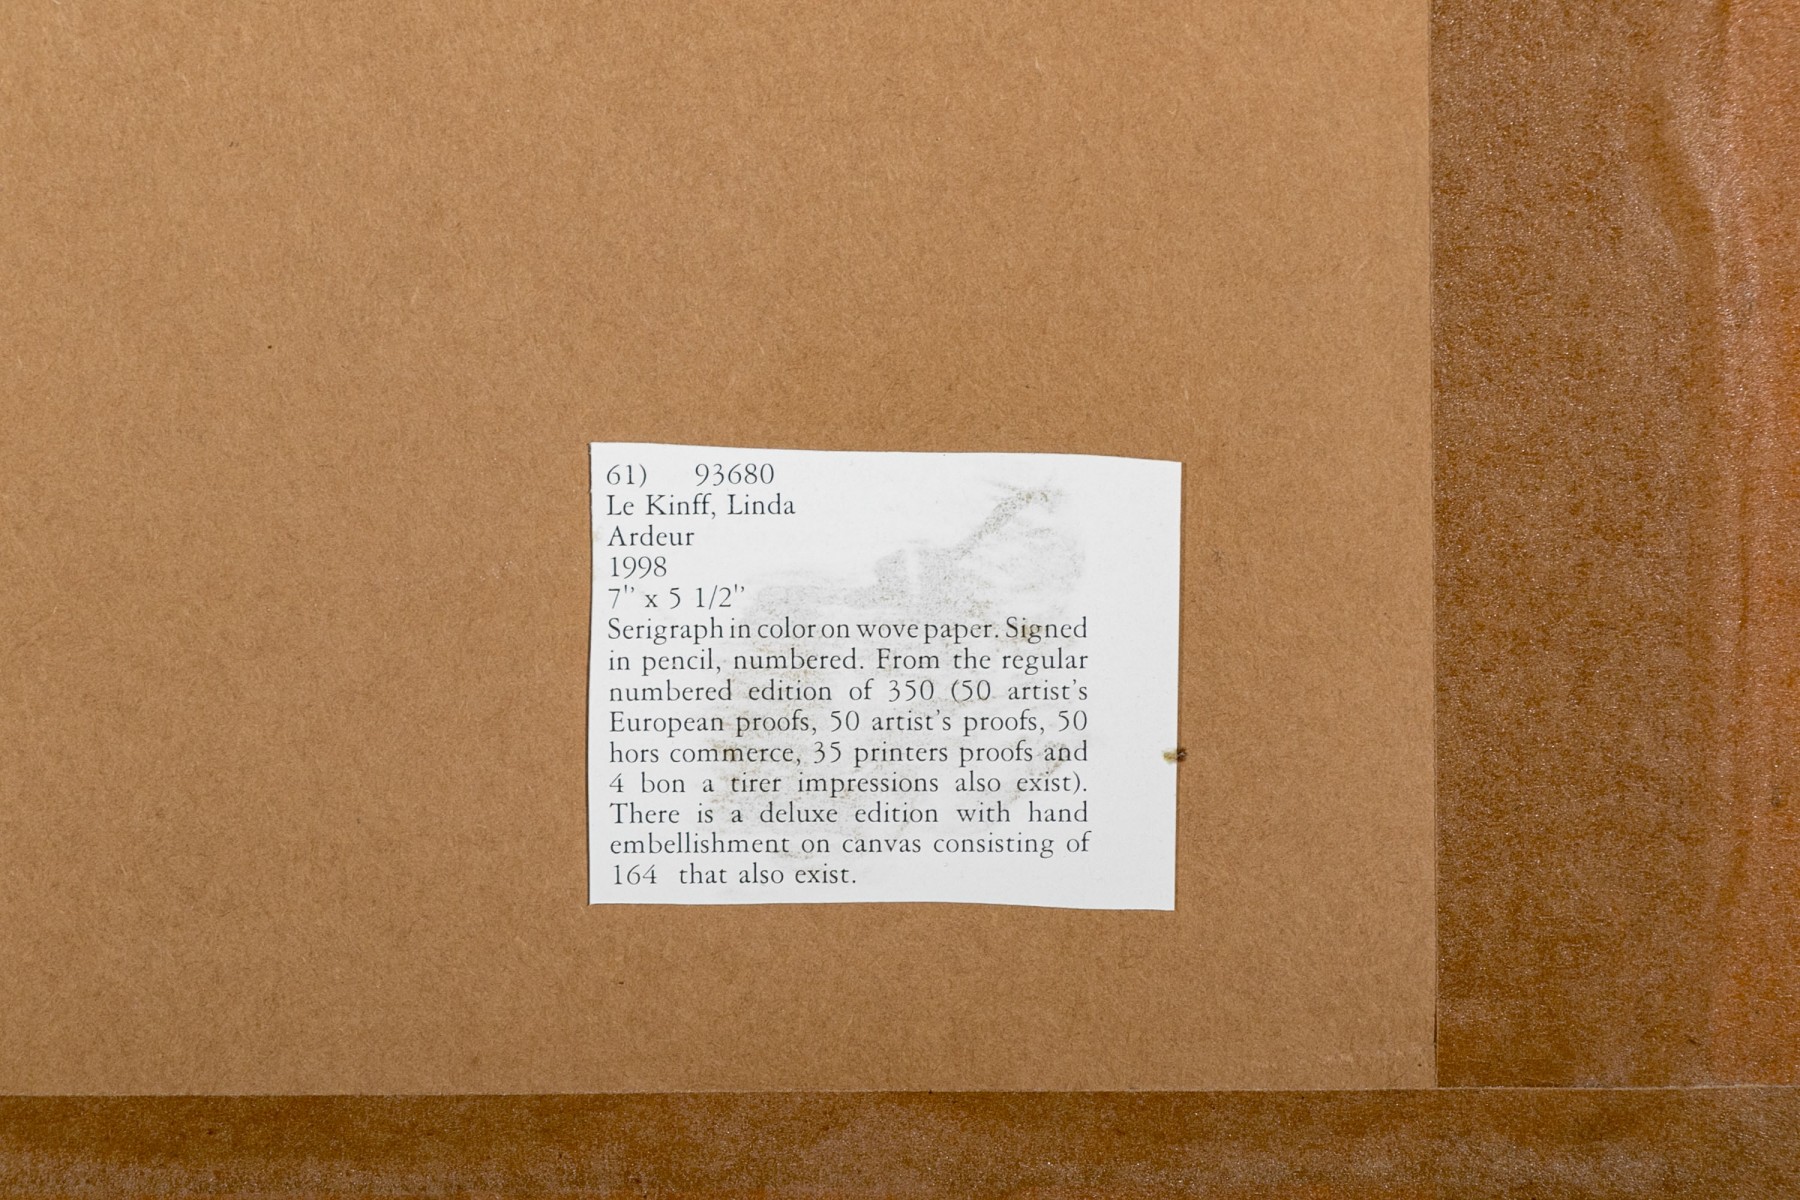 61) 93680
Le Kinff, Linda
Ardeur
1998
7" x 5 1/2"
Serigraph in color on wove paper. Signed
in pencil, numbered. From the regular
numbered edition of 350 (50 artist's
European proofs, 50 artist's proofs, 50
hors commerce, 35 printers proofs and
4 bon a tirer impressions also exist).
There is a deluxe edition with hand
embellishment on canvas consisting of
164 that also exist.